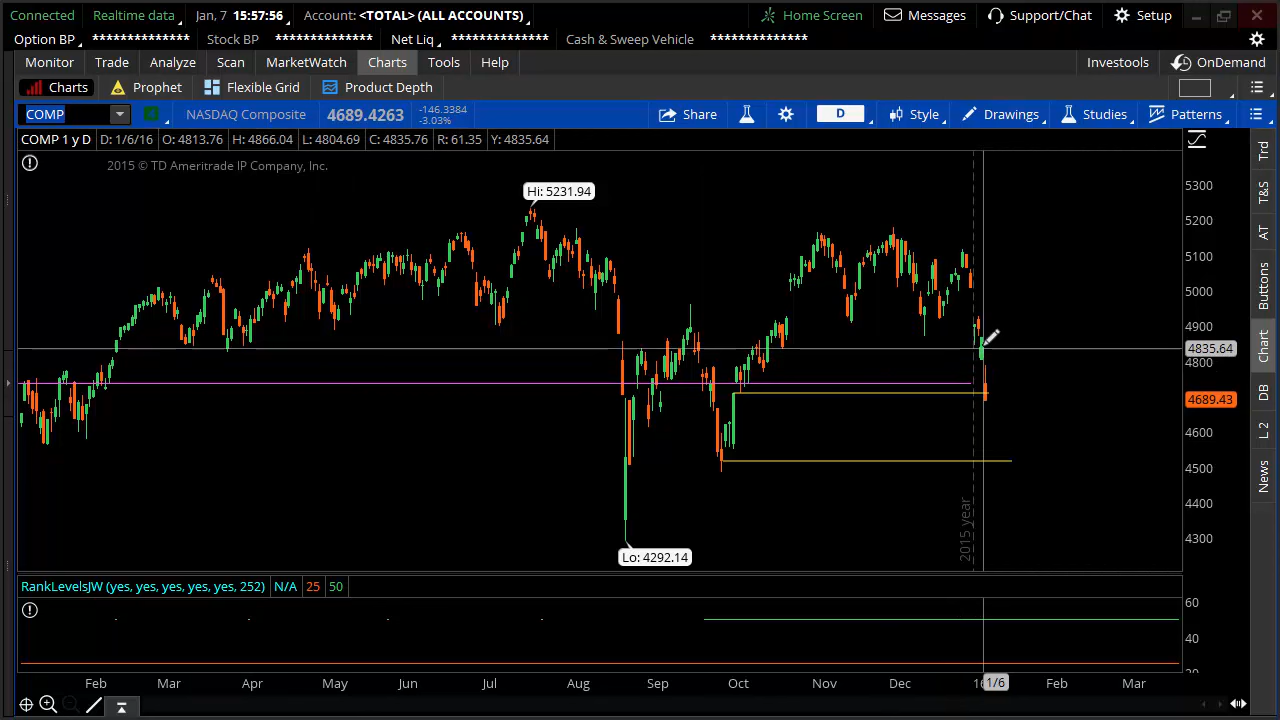 Connected Realtime data Jan, 7 15:57:56 Account: <TOTAL> (ALL ACCOUNTS) Home Screen Messages Support/Chat Setup
Option BP ************* Stock BP ************* Net Liq ************* Cash & Sweep Vehicle *************
Monitor Trade Analyze Scan MarketWatch Charts Tools Help Investools OnDemand
Charts Prophet Flexible Grid Product Depth
COMP NASDAQ Composite 4689.4263 -146.3384 -3.03% Share D Style Drawings Studies Patterns
COMP 1 y D D: 1/6/16 O: 4813.76 H: 4866.04 L: 4804.69 C: 4835.76 R: 61.35 Y: 4835.64
2015 © TD Ameritrade IP Company, Inc.
Hi: 5231.94
5300
5200
5100
5000
4900
4835.64
4800
4689.43
4600
4500
4400
4300
Lo: 4292.14
2015 year
Trd
T&S
AT
Buttons
Chart
DB
L 2
News
RankLevelsJW (yes, yes, yes, yes, yes, 252) N/A 25 50
60
40
Feb Mar Apr May Jun Jul Aug Sep Oct Nov Dec 1/6 Feb Mar